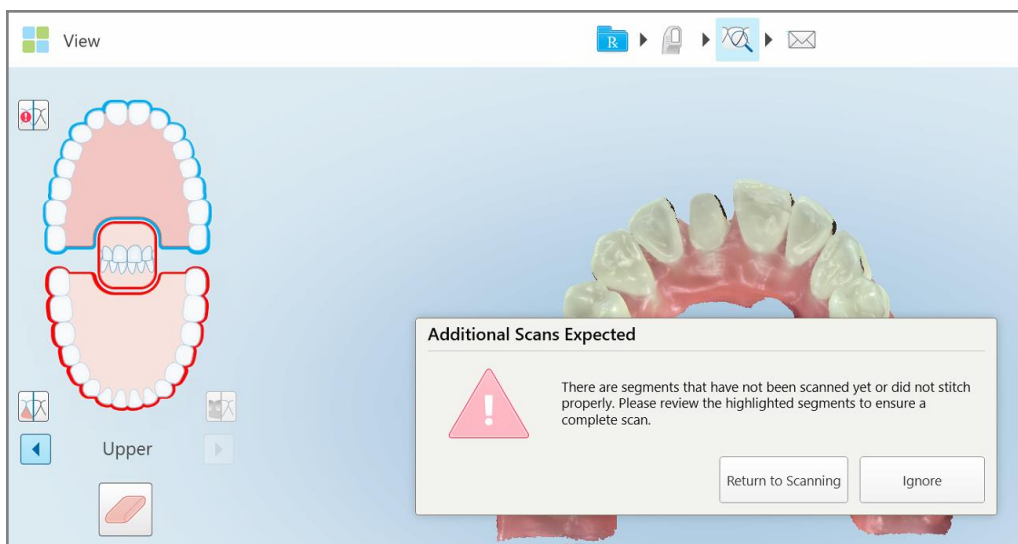 View
Rx
Additional Scans Expected
There are segments that have not been scanned yet or did not stitch
properly. Please review the highlighted segments to ensure a
complete scan.
Return to Scanning
Ignore
Upper